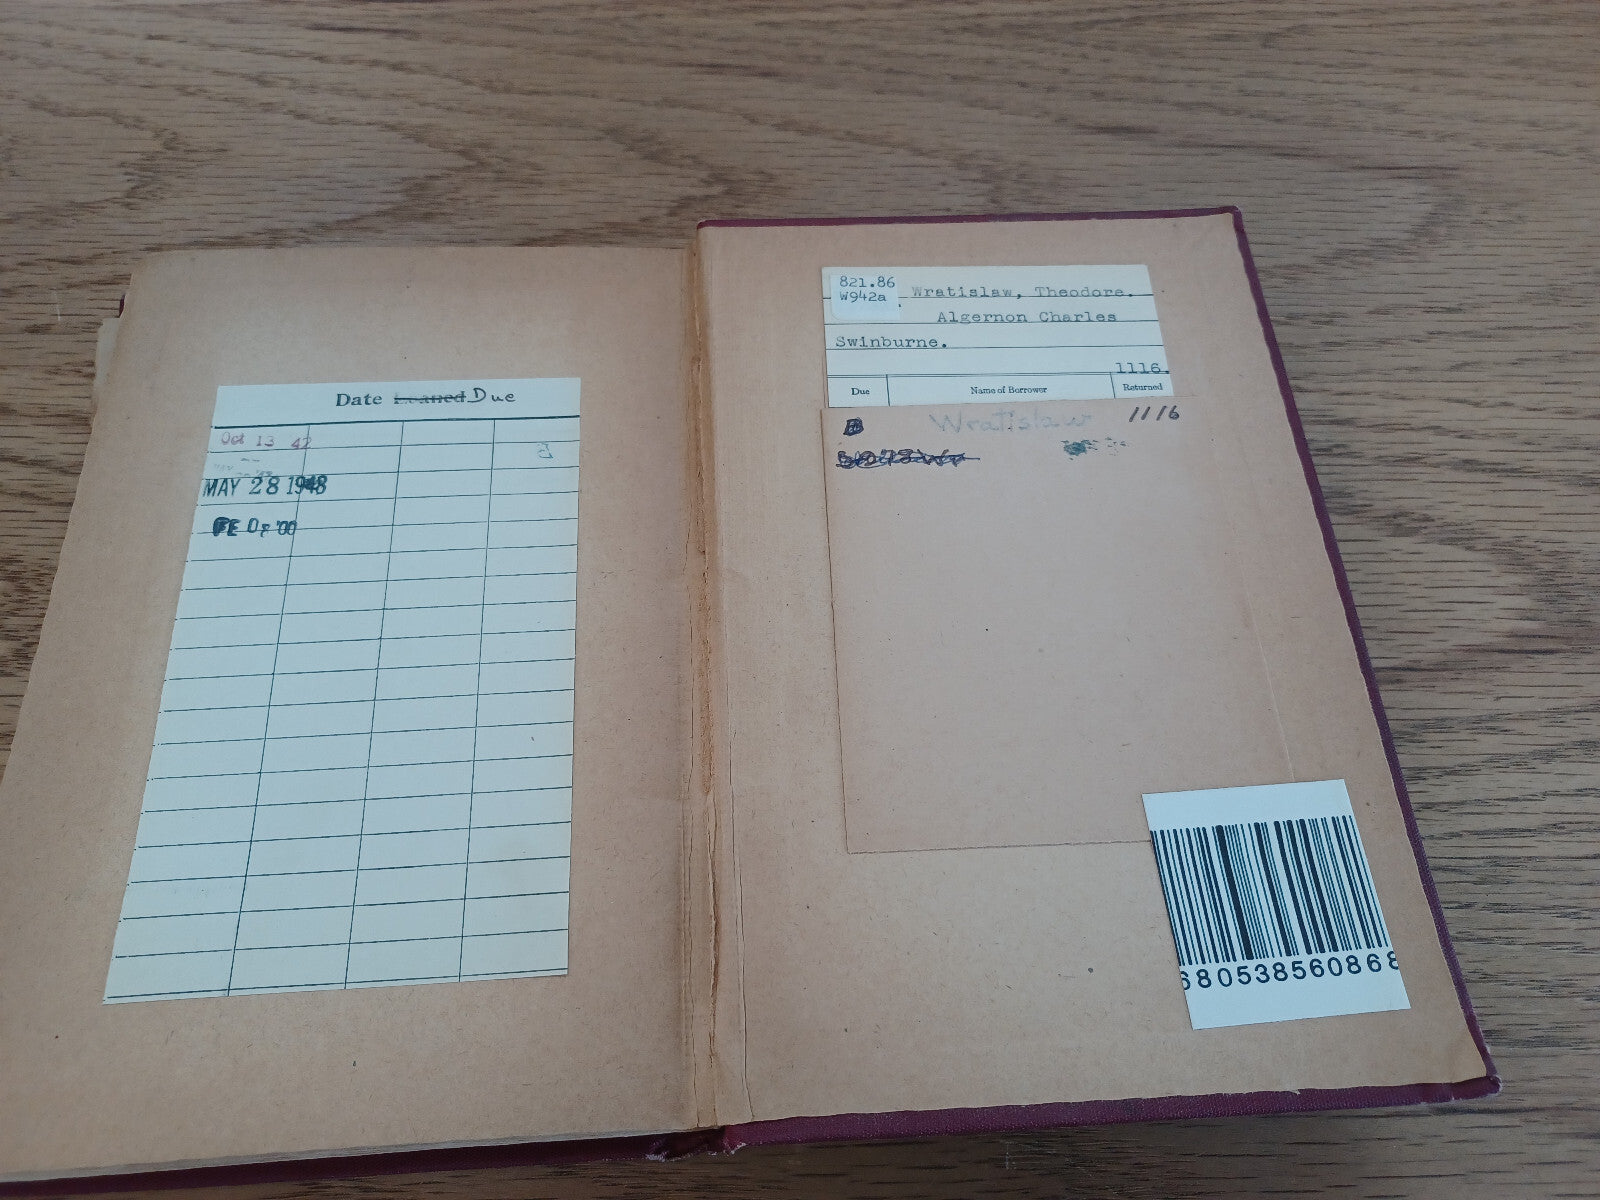 Date Loaned Due
Oct 13 42
MAY 28 1948
821.86
W942a
Wratislaw, Theodore.
Algernon Charles
Swinburne.
1116.
Due Name of Borrower Returned
B Wratislaw 1116
680538560868